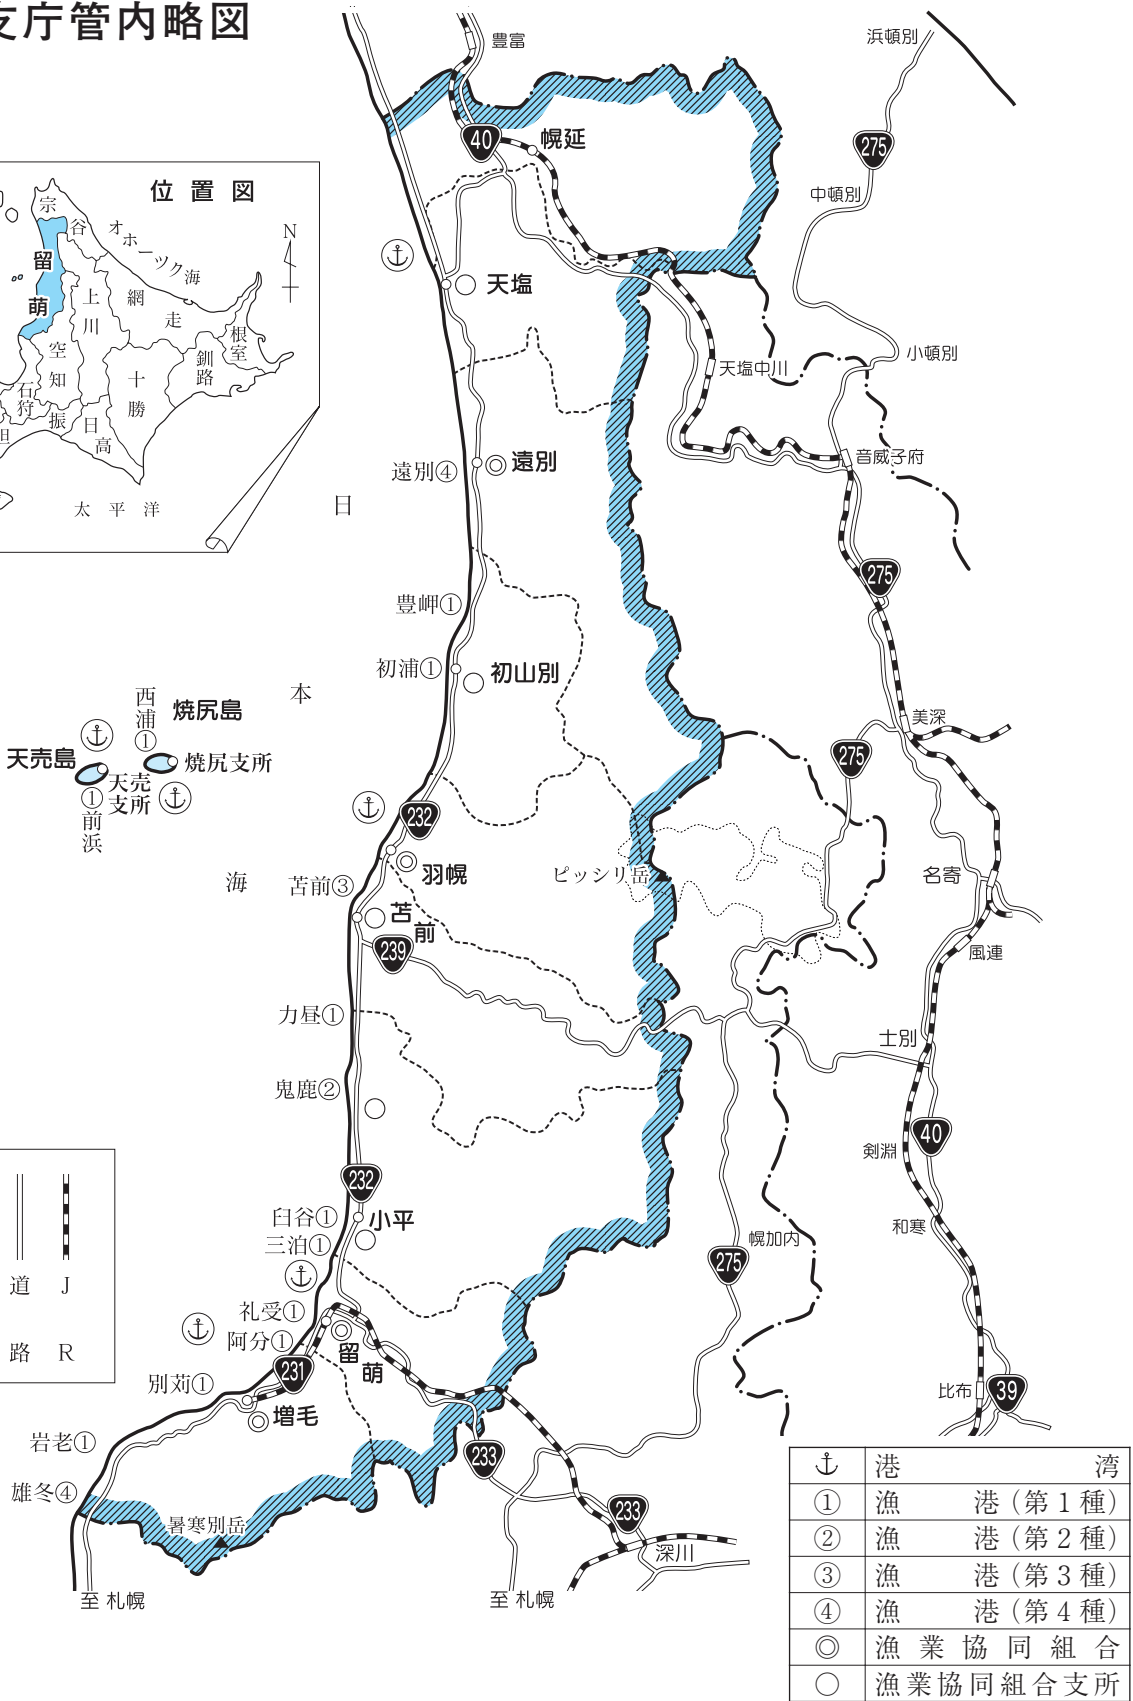 支庁管内略図
位置図
宗
谷
オホーツク海
N
留
萌
上
川
網
走
根
室
釧
路
空
知
十
勝
石
狩
振
日
高
太平洋
豊富
浜頓別
40
幌延
275
中頓別
天塩
小頓別
天塩中川
音威子府
遠別④
遠別
日
275
豊岬①
初浦①
初山別
本
美深
275
西浦①
焼尻島
天売島
焼尻支所
天売
支所
①前浜
232
羽幌
海
苫前③
苫
前
239
ピッシリ岳
名寄
風連
力昼①
士別
鬼鹿②
40
剣淵
232
臼谷①
小平
三泊①
和寒
幌加内
275
礼受①
阿分①
留
萌
231
別苅①
増毛
比布
39
岩老①
雄冬④
233
暑寒別岳
233
深川
至 札幌
至 札幌
道
路
J
R
港湾
① 漁港(第1種)
② 漁港(第2種)
③ 漁港(第3種)
④ 漁港(第4種)
◎ 漁業協同組合
○ 漁業協同組合支所